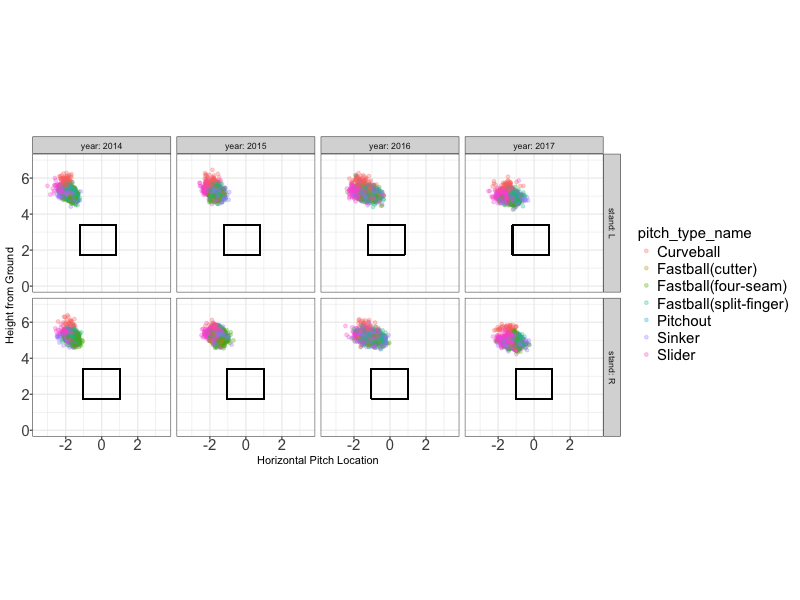 year: 2014
year: 2015
year: 2016
year: 2017
6
4
2
0
stand: L
6
4
2
0
stand: R
-2 0 2
-2 0 2
-2 0 2
-2 0 2
Height from Ground
Horizontal Pitch Location
pitch_type_name
Curveball
Fastball(cutter)
Fastball(four-seam)
Fastball(split-finger)
Pitchout
Sinker
Slider